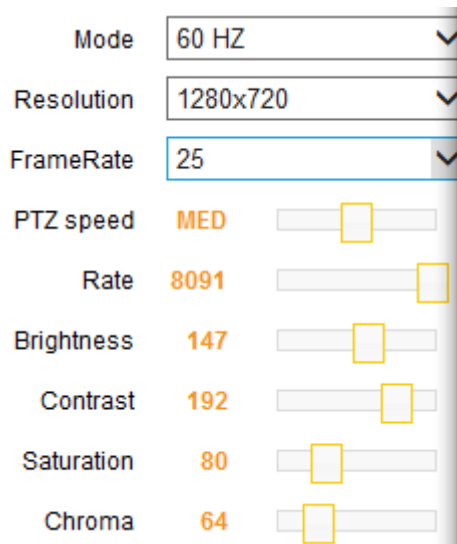 Mode 60 HZ
Resolution 1280x720
FrameRate 25
PTZ speed MED
Rate 8091
Brightness 147
Contrast 192
Saturation 80
Chroma 64